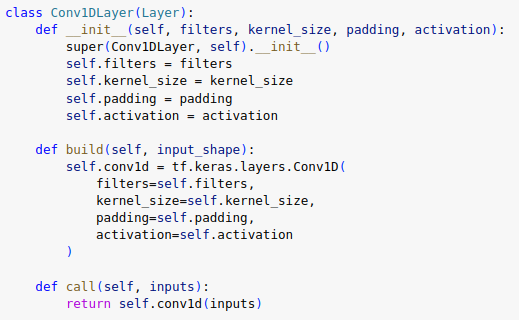 class Conv1DLayer(Layer):
    def __init__(self, filters, kernel_size, padding, activation):
        super(Conv1DLayer, self).__init__()
        self.filters = filters
        self.kernel_size = kernel_size
        self.padding = padding
        self.activation = activation

    def build(self, input_shape):
        self.conv1d = tf.keras.layers.Conv1D(
            filters=self.filters,
            kernel_size=self.kernel_size,
            padding=self.padding,
            activation=self.activation
        )

    def call(self, inputs):
        return self.conv1d(inputs)